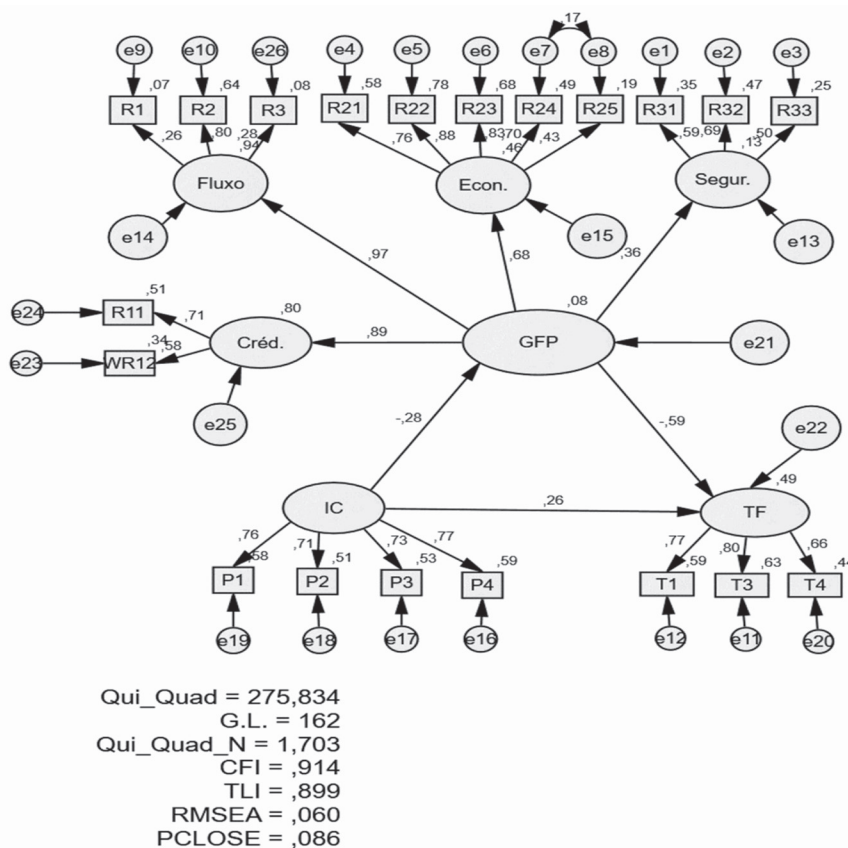 ,17
e9 e10 e26 e4 e5 e6 e7 e8 e1 e2 e3
,07 ,64 ,08 ,58 ,78 ,68 ,49 ,19 ,35 ,47 ,25
R1 R2 R3 R21 R22 R23 R24 R25 R31 R32 R33
,26 ,80 ,28 ,76 ,88 ,83 ,70 ,43 ,59 ,69 ,50
,94 ,46 ,13
Fluxo Econ. Segur.
e14 e15 e13
,97 ,68 ,36
,51 ,80 ,08
e24 R11 ,71
Créd. ,89 GFP e21
,34 ,58
e23 WR12
e25
-,28 -,59 e22
,49
IC ,26 TF
,76 ,71 ,73 ,77 ,77 ,80 ,66
,58 ,51 ,53 ,59 ,59 ,63 ,44
P1 P2 P3 P4 T1 T3 T4
e19 e18 e17 e16 e12 e11 e20
Qui_Quad = 275,834
G.L. = 162
Qui_Quad_N = 1,703
CFI = ,914
TLI = ,899
RMSEA = ,060
PCLOSE = ,086